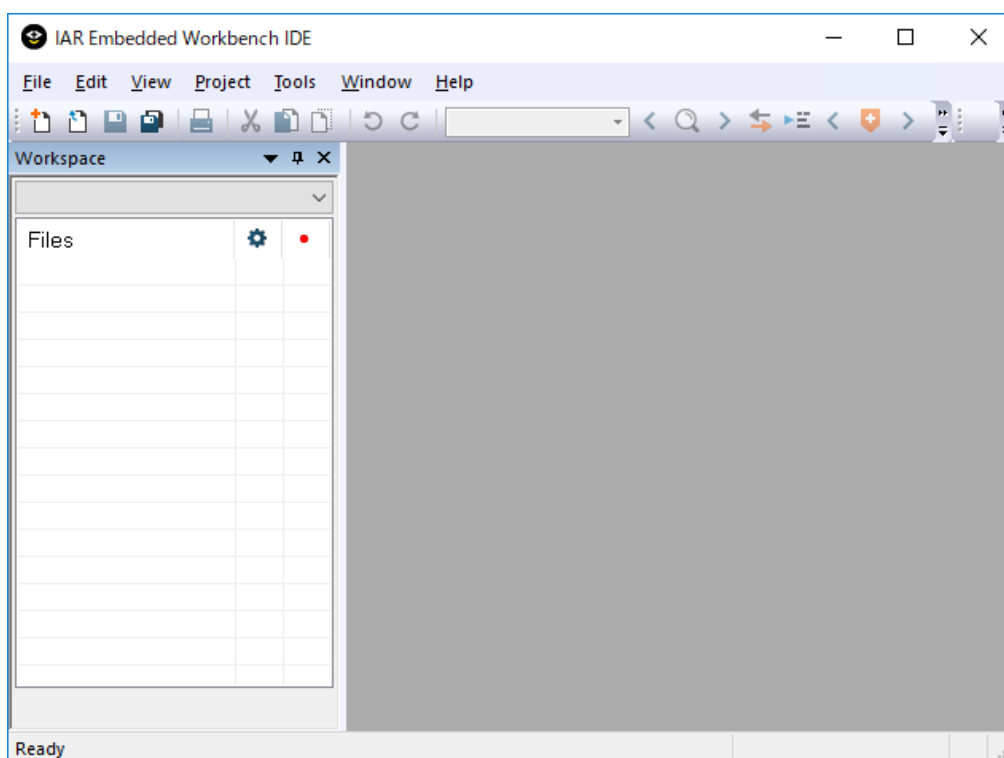 IAR Embedded Workbench IDE
File Edit View Project Tools Window Help
Workspace
Files
Ready